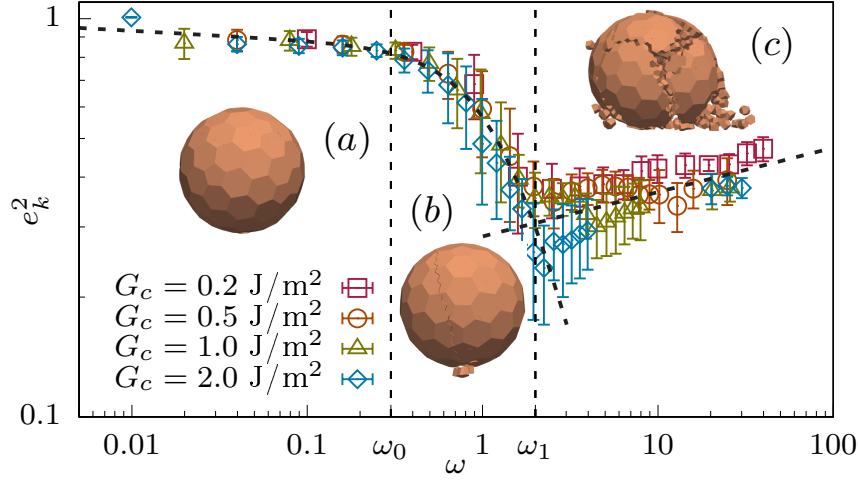 1
(c)
(a)
e_k^2
(b)
G_c = 0.2 J/m^2
G_c = 0.5 J/m^2
G_c = 1.0 J/m^2
G_c = 2.0 J/m^2
0.1
0.01 0.1 ω_0 1 ω_1 10 100
ω